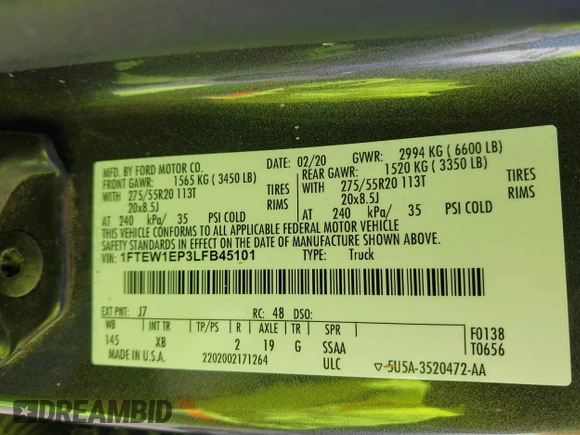 MFD. BY FORD MOTOR CO.
02/20 GVWR: 2994 KG ( 6600 LB)
FRONT GAWR: 1565 KG ( 3450 LB) REAR GAWR: 1520 KG ( 3350 LB)
WITH 275/55R20 113T TIRES WITH 275/55R20 113T TIRES
20x8.5J RIMS 20x8.5J RIMS
AT 240 kPa/ 35 PSI COLD AT 240 kPa/ 35 PSI COLD
THIS VEHICLE CONFORMS TO ALL APPLICABLE FEDERAL MOTOR VEHICLE
SAFETY STANDARDS IN EFFECT ON THE DATE OF MANUFACTURE SHOWN ABOVE.
VIN: 1FTEW1EP3LFB45101 TYPE: Truck
EXT PNT: J7 RC: 48 DSO:
WB INT TR TP/PS R AXLE TR SPR F0138
145 XB 2 19 G SSAA T0656
MADE IN U.S.A. 2202002171264 ULC ▽ 5U5A-3520472-AA
DREAMBID